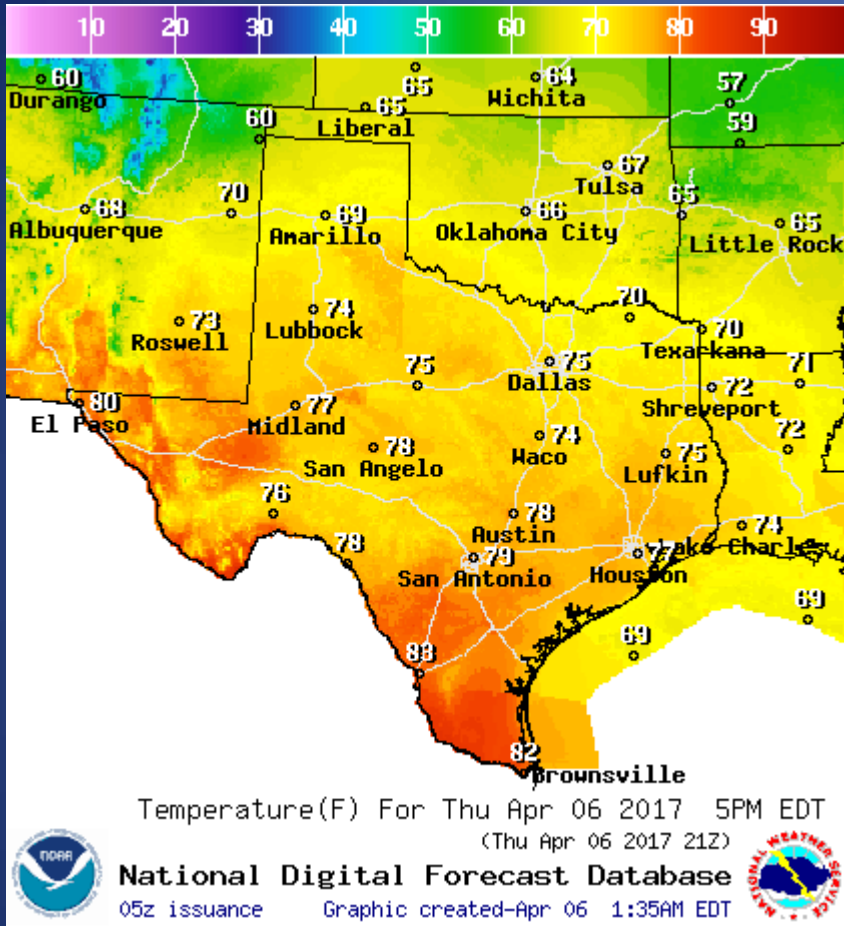 10 20 30 40 50 60 70 80 90
60 65 64 57
Durango Wichita
65
Liberal
60 59
67
Tulsa
68 70 69 66 65 65
Albuquerque Amarillo Oklahoma City Little Rock
73 74 70 70
Roswell Lubbock Texarkana
75 75 71
Dallas
80 77 72
El Paso Midland Shreveport
78 74 75 72
San Angelo Waco Lufkin
76 78 74
Austin
78 79 77 Lake Charles
San Antonio Houston
69
69
83
82
Brownsville
Temperature(F) For Thu Apr 06 2017 5PM EDT
(Thu Apr 06 2017 21Z)
NOAA
National Digital Forecast Database
05z issuance Graphic created-Apr 06 1:35AM EDT
NATIONAL WEATHER SERVICE